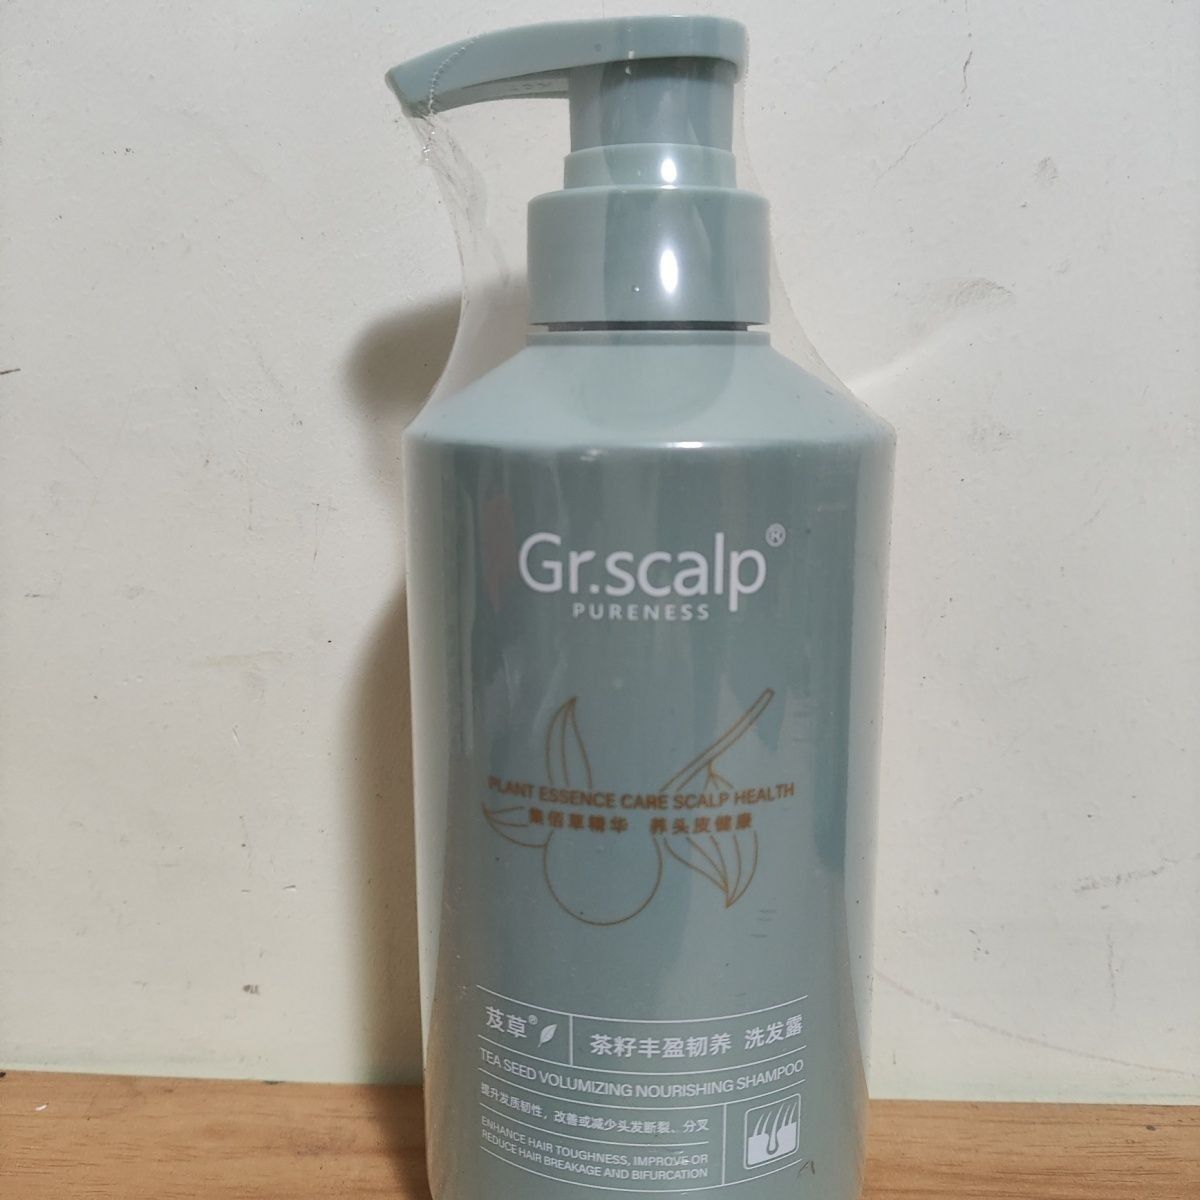 Gr.scalp®
PURENESS
PLANT ESSENCE CARE SCALP HEALTH
集佰草精华 养头皮健康
芨草®
茶籽丰盈韧养 洗发露
TEA SEED VOLUMIZING NOURISHING SHAMPOO
提升发质韧性，改善或减少头发断裂、分叉
ENHANCE HAIR TOUGHNESS, IMPROVE OR
REDUCE HAIR BREAKAGE AND BIFURCATION